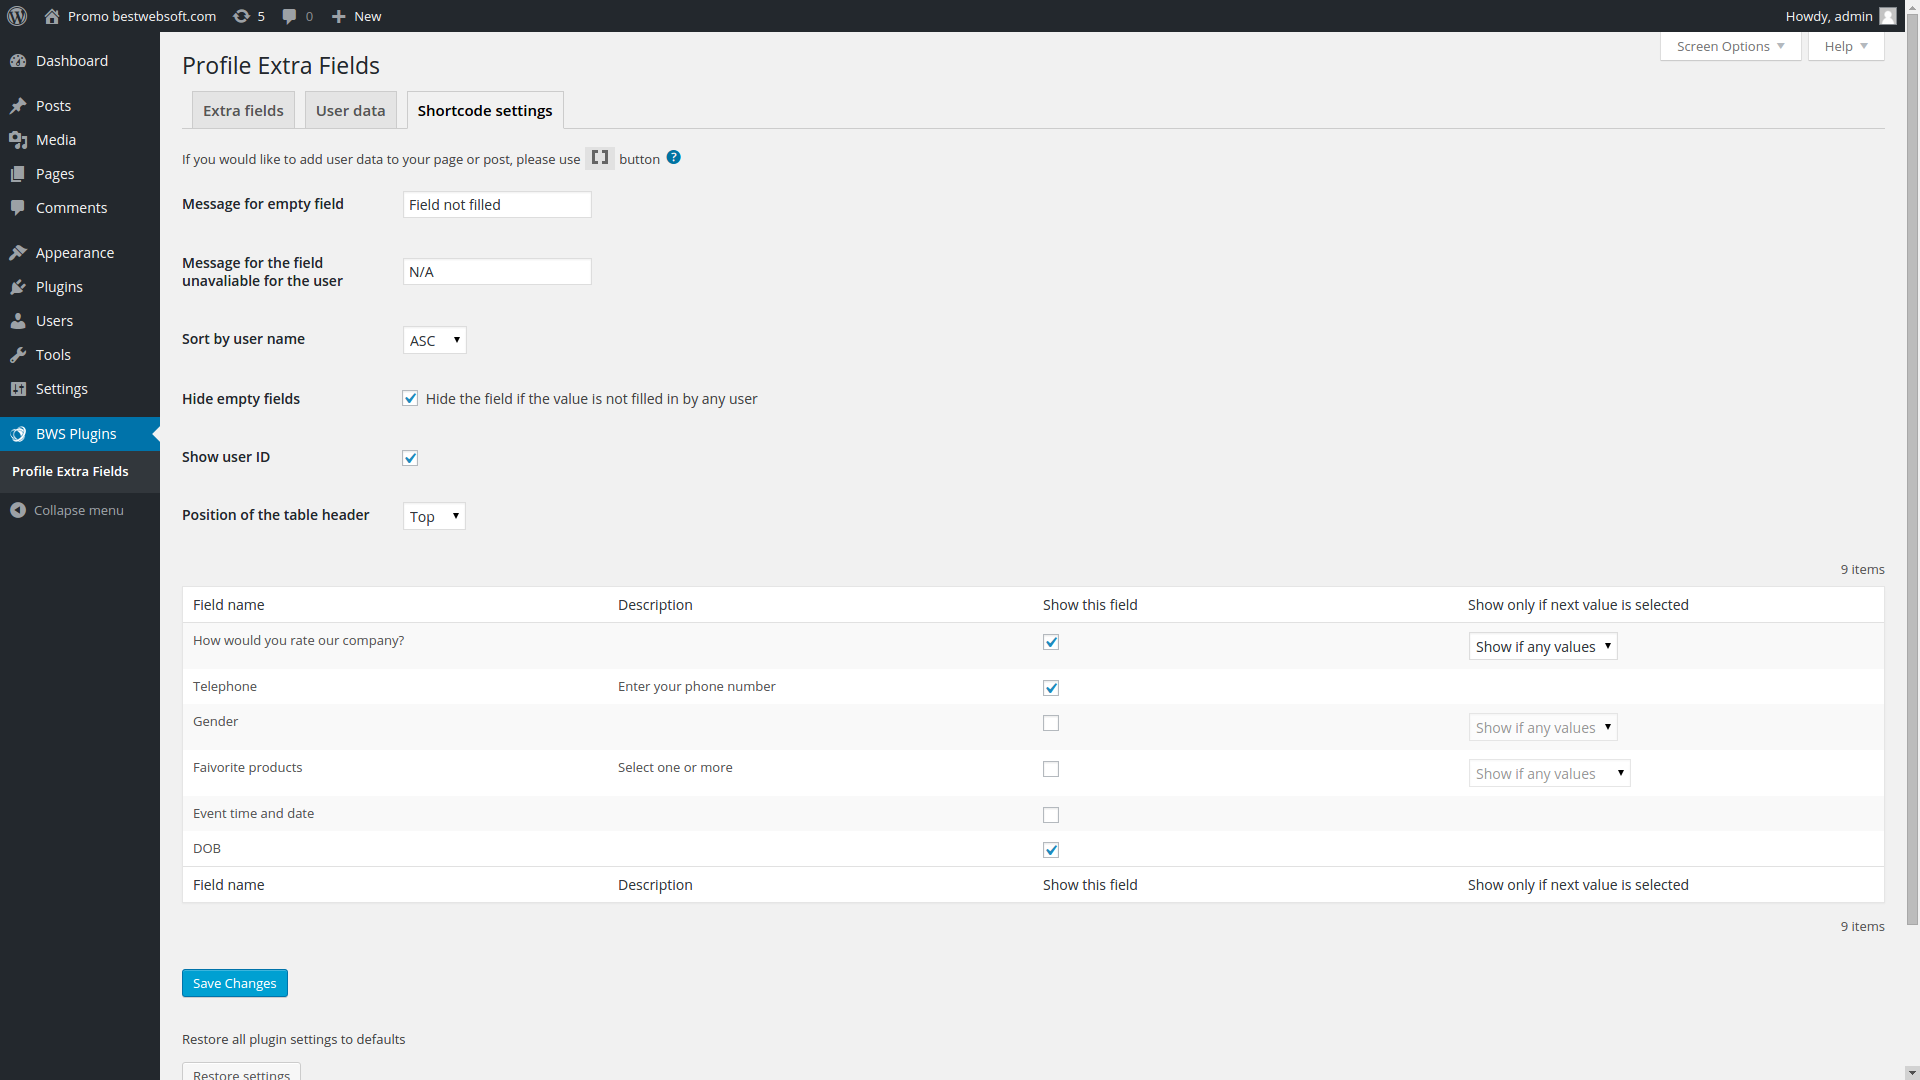 Promo bestwebsoft.com 5 0 New Howdy, admin
Screen Options Help
Dashboard
Posts
Media
Pages
Comments
Appearance
Plugins
Users
Tools
Settings
BWS Plugins
Profile Extra Fields
Collapse menu
Profile Extra Fields
Extra fields User data Shortcode settings
If you would like to add user data to your page or post, please use [] button ?
Message for empty field Field not filled
Message for the field
unavaliable for the user N/A
Sort by user name ASC
Hide empty fields Hide the field if the value is not filled in by any user
Show user ID
Position of the table header Top
9 items
Field name Description Show this field Show only if next value is selected
How would you rate our company? Show if any values
Telephone Enter your phone number
Gender Show if any values
Faivorite products Select one or more Show if any values
Event time and date
DOB
Field name Description Show this field Show only if next value is selected
9 items
Save Changes
Restore all plugin settings to defaults
Restore settings